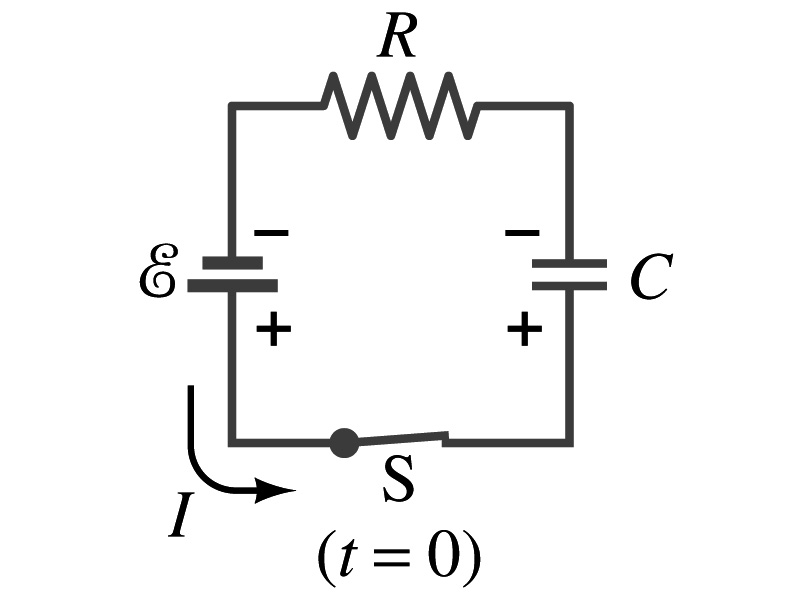 R
− −
ℰ C
+ +
S
I
(t = 0)